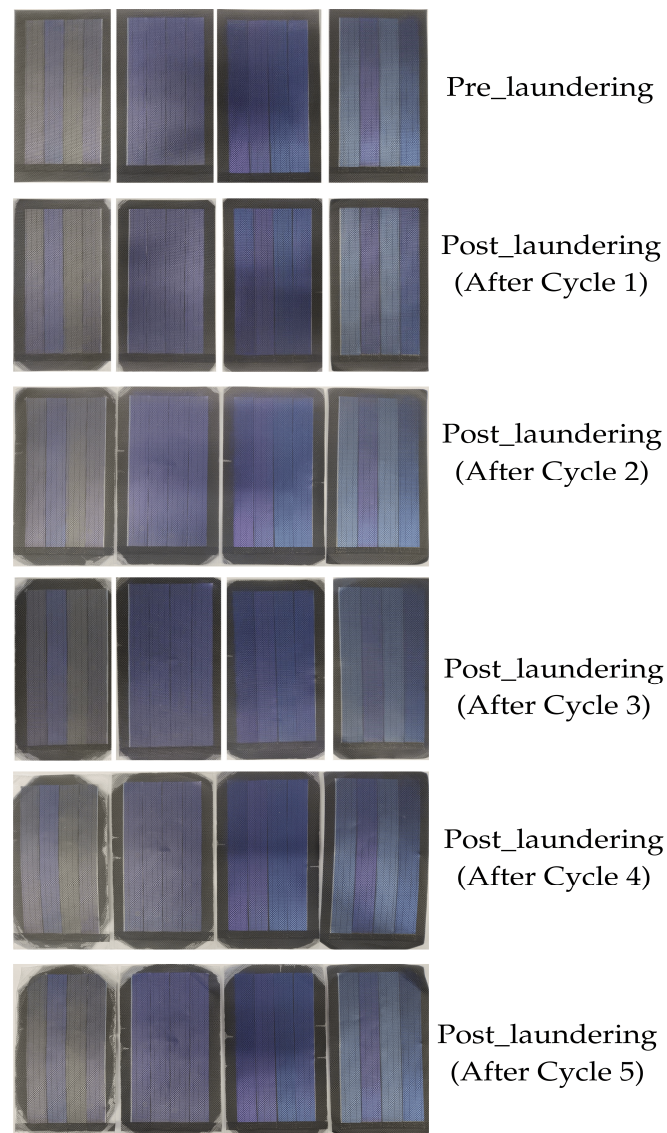 Pre_laundering
Post_laundering
(After Cycle 1)
Post_laundering
(After Cycle 2)
Post_laundering
(After Cycle 3)
Post_laundering
(After Cycle 4)
Post_laundering
(After Cycle 5)